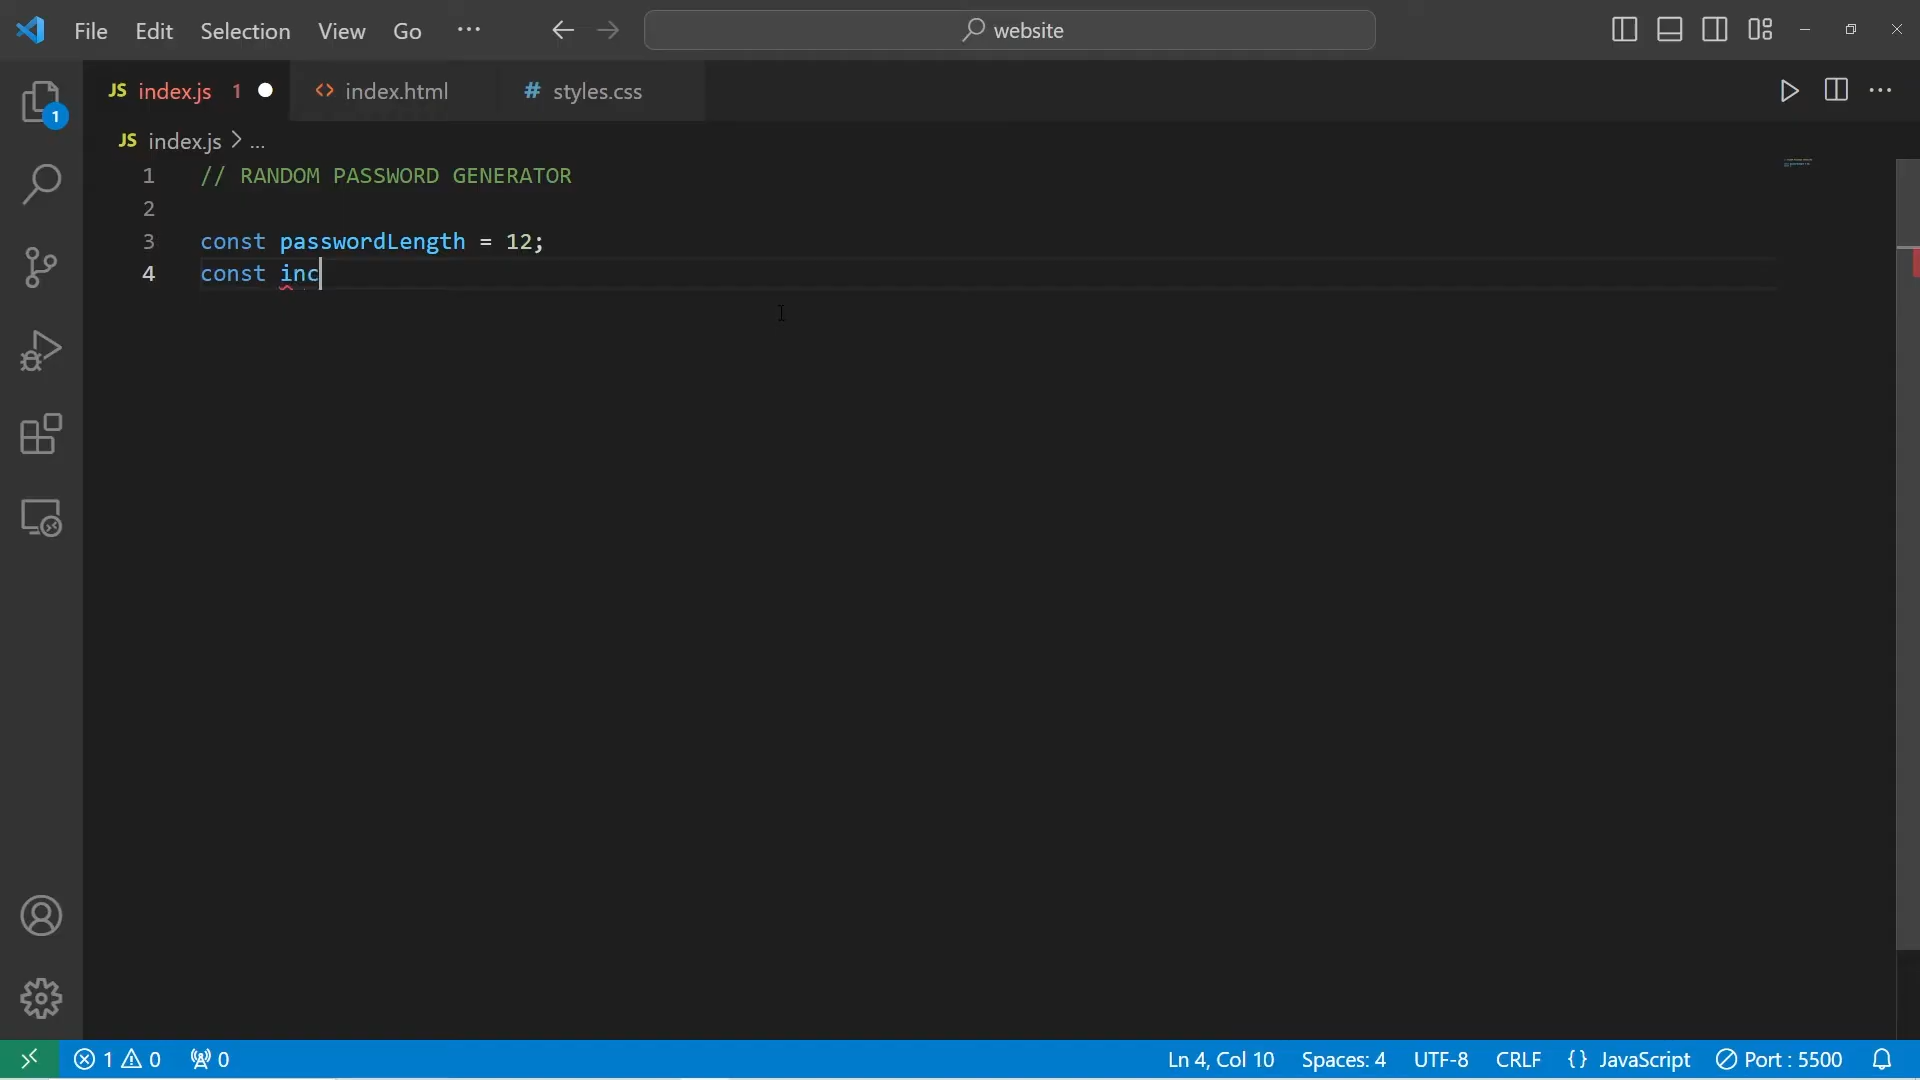 File Edit Selection View Go ···
website
JS index.js 1
<> index.html
# styles.css
JS index.js > ...
1 // RANDOM PASSWORD GENERATOR
2
3 const passwordLength = 12;
4 const inc
1
1 0 0
Ln 4, Col 10 Spaces: 4 UTF-8 CRLF {} JavaScript Port : 5500